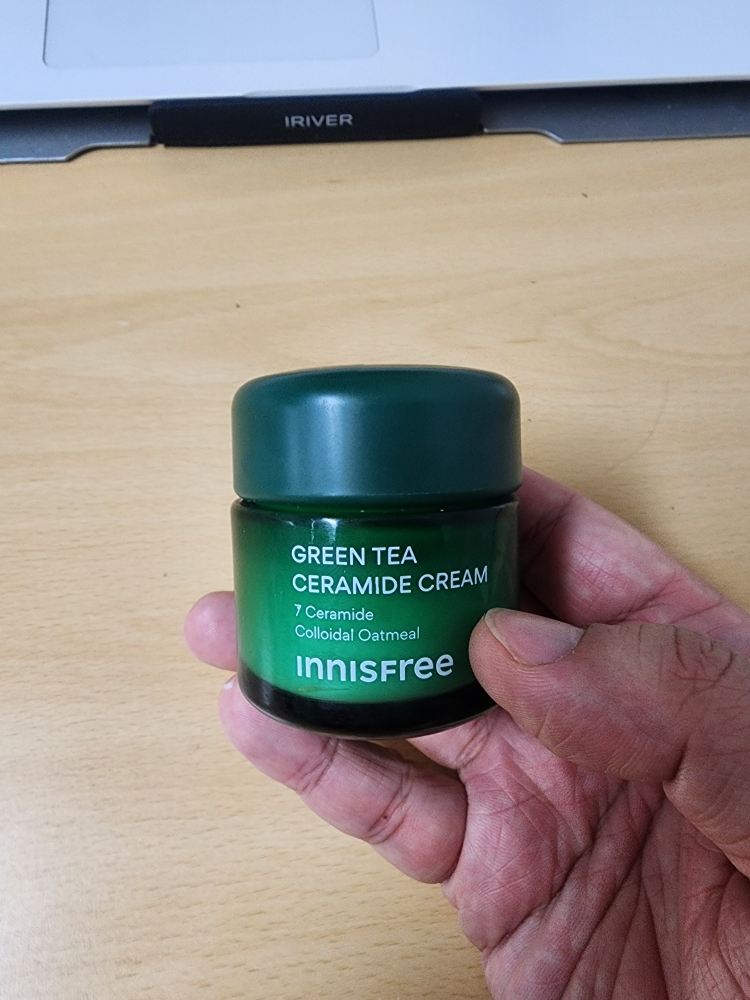 IRIVER
GREEN TEA
CERAMIDE CREAM
7 Ceramide
Colloidal Oatmeal
innisfree